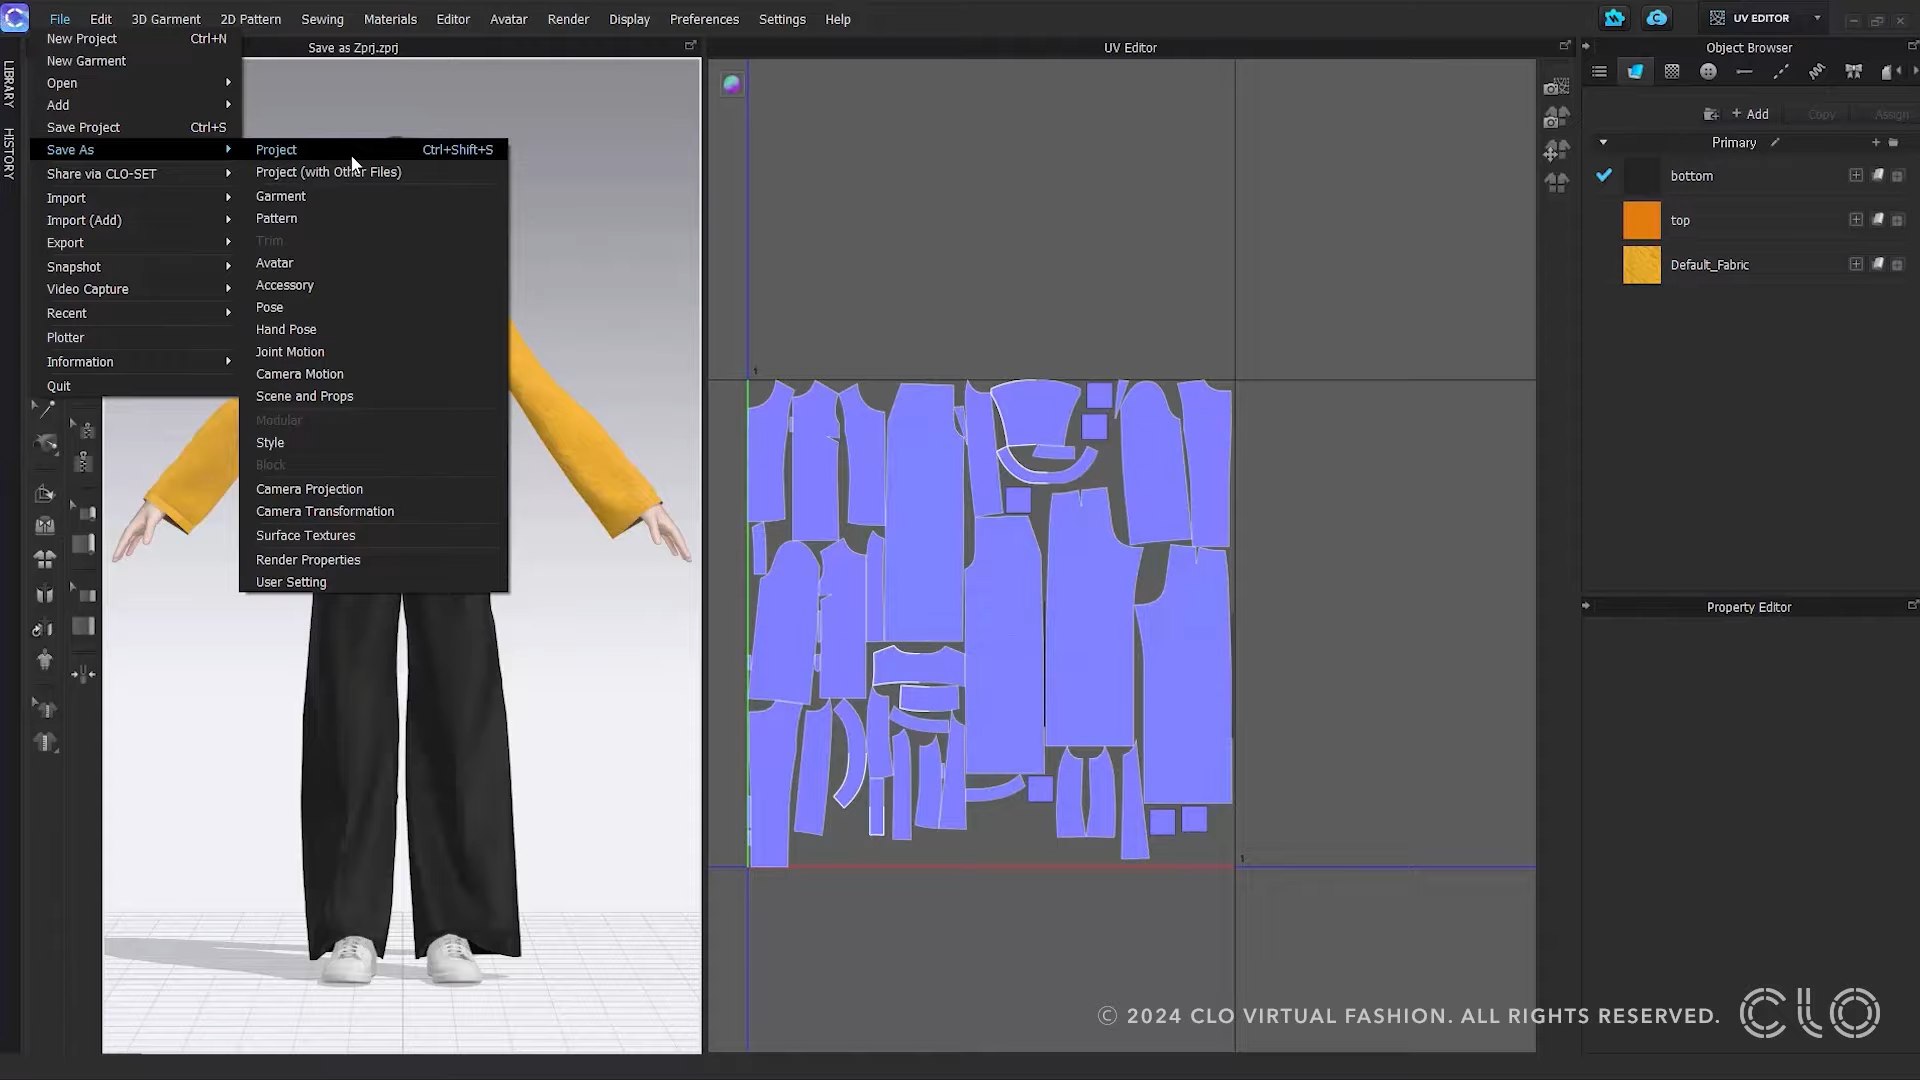 File Edit 3D Garment 2D Pattern Sewing Materials Editor Avatar Render Display Preferences Settings Help
UV EDITOR
Save as Zprj.zprj
UV Editor
Object Browser
LIBRARY
HISTORY
New Project Ctrl+N
New Garment
Open
Add
Save Project Ctrl+S
Save As
Share via CLO-SET
Import
Import (Add)
Export
Snapshot
Video Capture
Recent
Plotter
Information
Quit
Project Ctrl+Shift+S
Project (with Other Files)
Garment
Pattern
Trim
Avatar
Accessory
Pose
Hand Pose
Joint Motion
Camera Motion
Scene and Props
Modular
Style
Block
Camera Projection
Camera Transformation
Surface Textures
Render Properties
User Setting
1
1
+ Add Copy Assign
Primary
bottom
top
Default_Fabric
Property Editor
© 2024 CLO VIRTUAL FASHION. ALL RIGHTS RESERVED. CLO